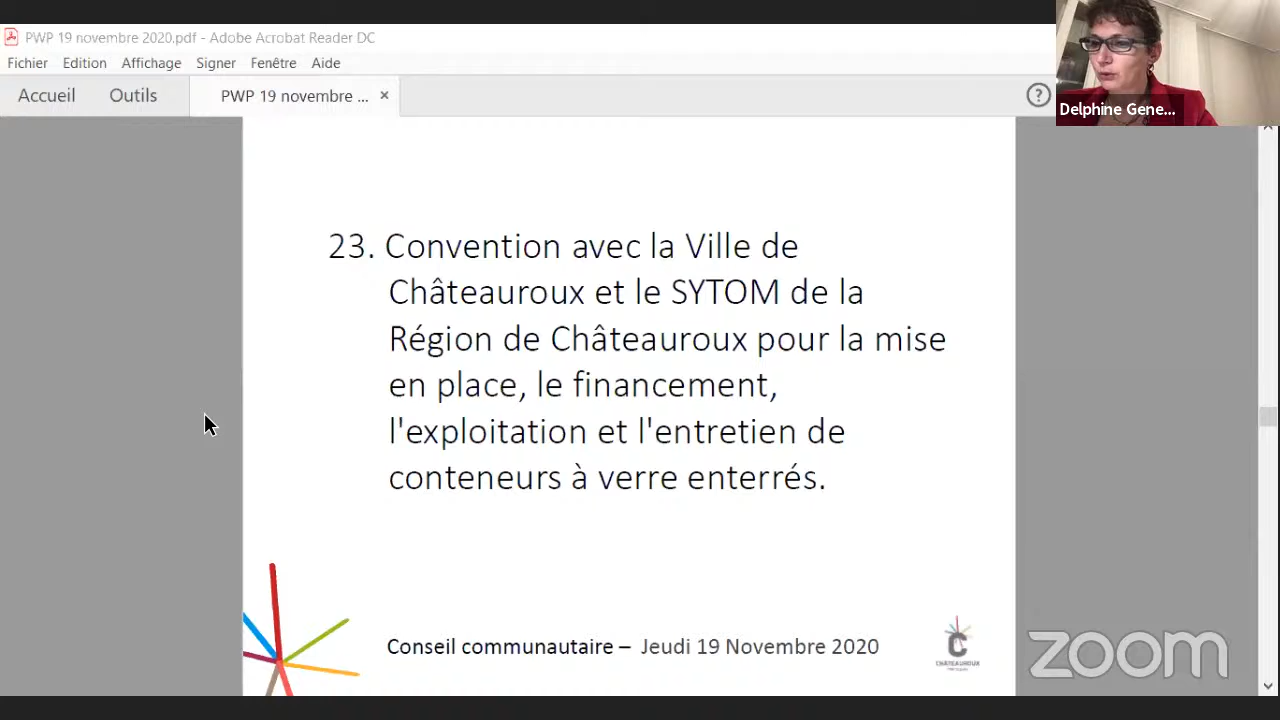 PWP 19 novembre 2020.pdf - Adobe Acrobat Reader DC
Fichier Edition Affichage Signer Fenêtre Aide
Accueil Outils PWP 19 novembre ... ×
?
Delphine Gene...
23. Convention avec la Ville de
Châteauroux et le SYTOM de la
Région de Châteauroux pour la mise
en place, le financement,
l'exploitation et l'entretien de
conteneurs à verre enterrés.
Conseil communautaire – Jeudi 19 Novembre 2020
CHÂTEAUROUX
zoom